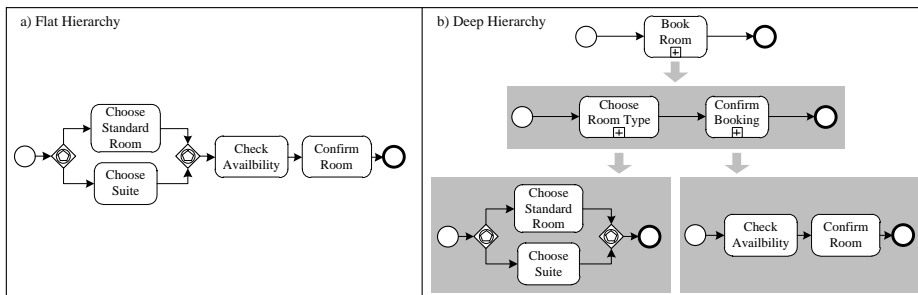 a) Flat Hierarchy
Choose
Standard
Room
Choose
Suite
Check
Availbility
Confirm
Room
b) Deep Hierarchy
Book
Room
Choose
Room Type
Confirm
Booking
Choose
Standard
Room
Choose
Suite
Check
Availbility
Confirm
Room